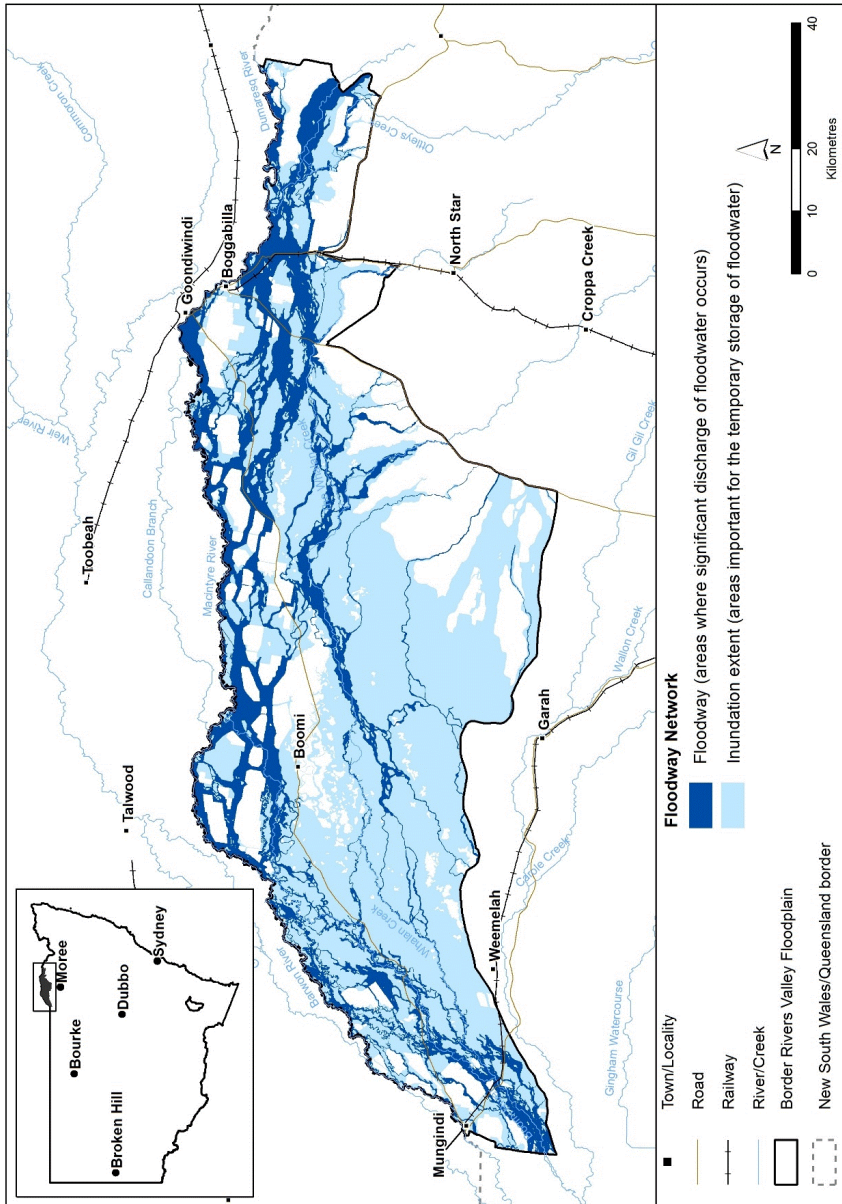 Broken Hill
Bourke
Moree
Dubbo
Sydney
Talwood
Toobeah
Weir River
Commoron Creek
Callandoon Branch
Macintyre River
Goondiwindi
Boggabilla
Dumaresq River
Ottleys Creek
Barwon River
Boomi
Whalan Creek
North Star
Croppa Creek
Gil Gil Creek
Mungindi
Weemelah
Garah
Wallon Creek
Carole Creek
Gingham Watercourse
Town/Locality
Road
Railway
River/Creek
Border Rivers Valley Floodplain
New South Wales/Queensland border
Floodway Network
Floodway (areas where significant discharge of floodwater occurs)
Inundation extent (areas important for the temporary storage of floodwater)
N
0 10 20 40
Kilometres